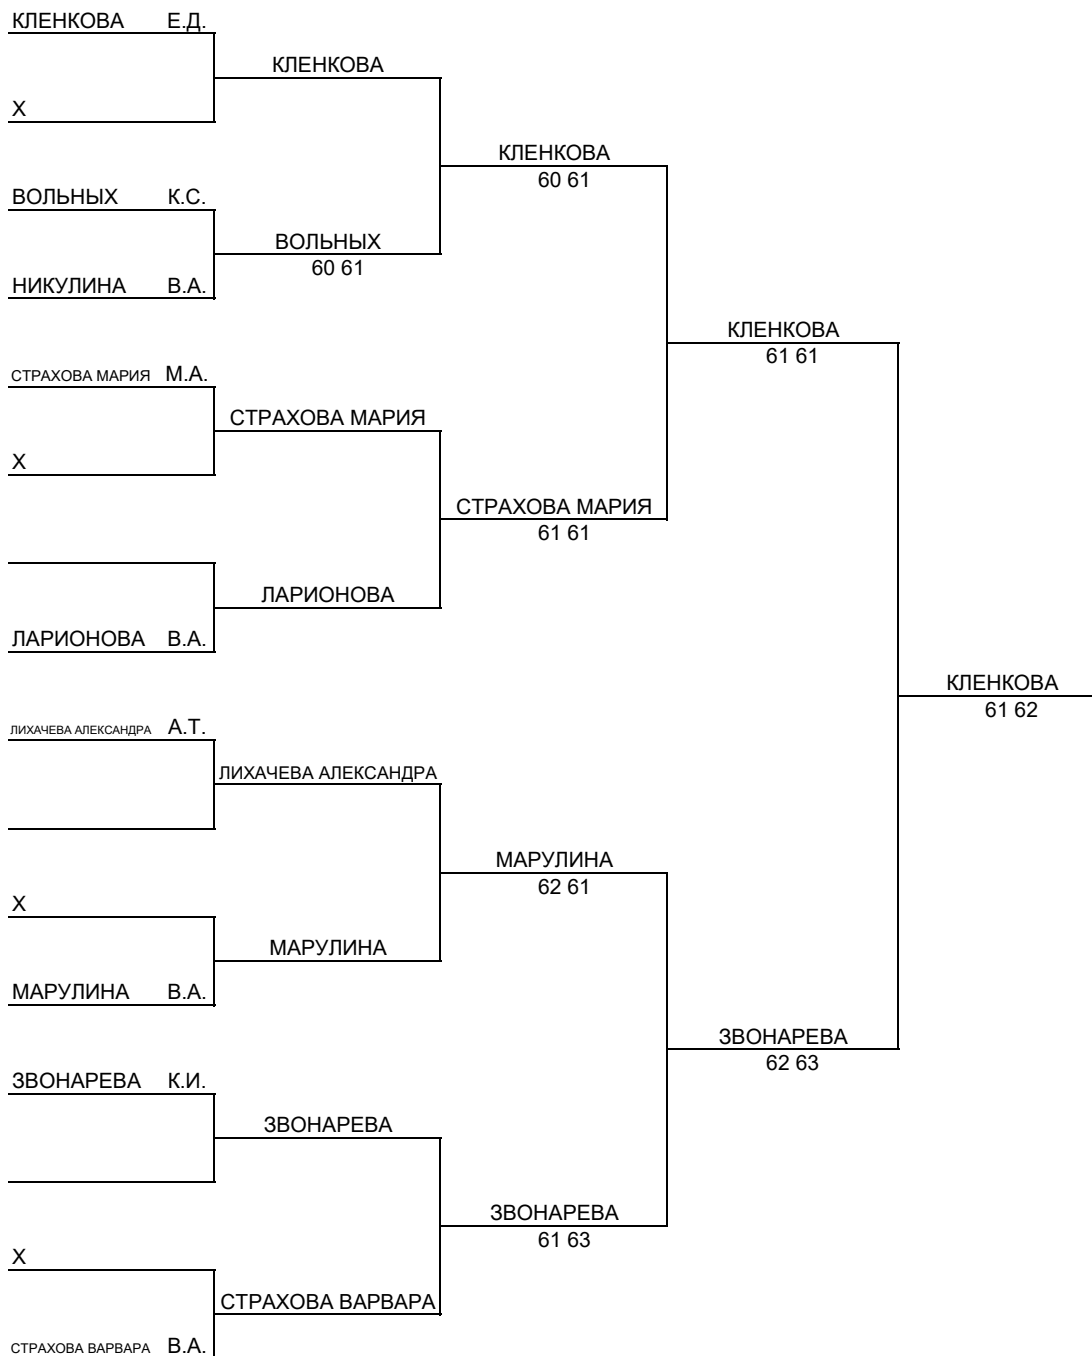 КЛЕНКОВА Е.Д.
КЛЕНКОВА
X
КЛЕНКОВА
60 61
ВОЛЬНЫХ К.С.
ВОЛЬНЫХ
60 61
НИКУЛИНА В.А.
КЛЕНКОВА
61 61
СТРАХОВА МАРИЯ М.А.
СТРАХОВА МАРИЯ
X
СТРАХОВА МАРИЯ
61 61
ЛАРИОНОВА
ЛАРИОНОВА В.А.
КЛЕНКОВА
61 62
ЛИХАЧЕВА АЛЕКСАНДРА А.Т.
ЛИХАЧЕВА АЛЕКСАНДРА
МАРУЛИНА
62 61
X
МАРУЛИНА
МАРУЛИНА В.А.
ЗВОНАРЕВА
62 63
ЗВОНАРЕВА К.И.
ЗВОНАРЕВА
ЗВОНАРЕВА
61 63
X
СТРАХОВА ВАРВАРА
СТРАХОВА ВАРВАРА В.А.